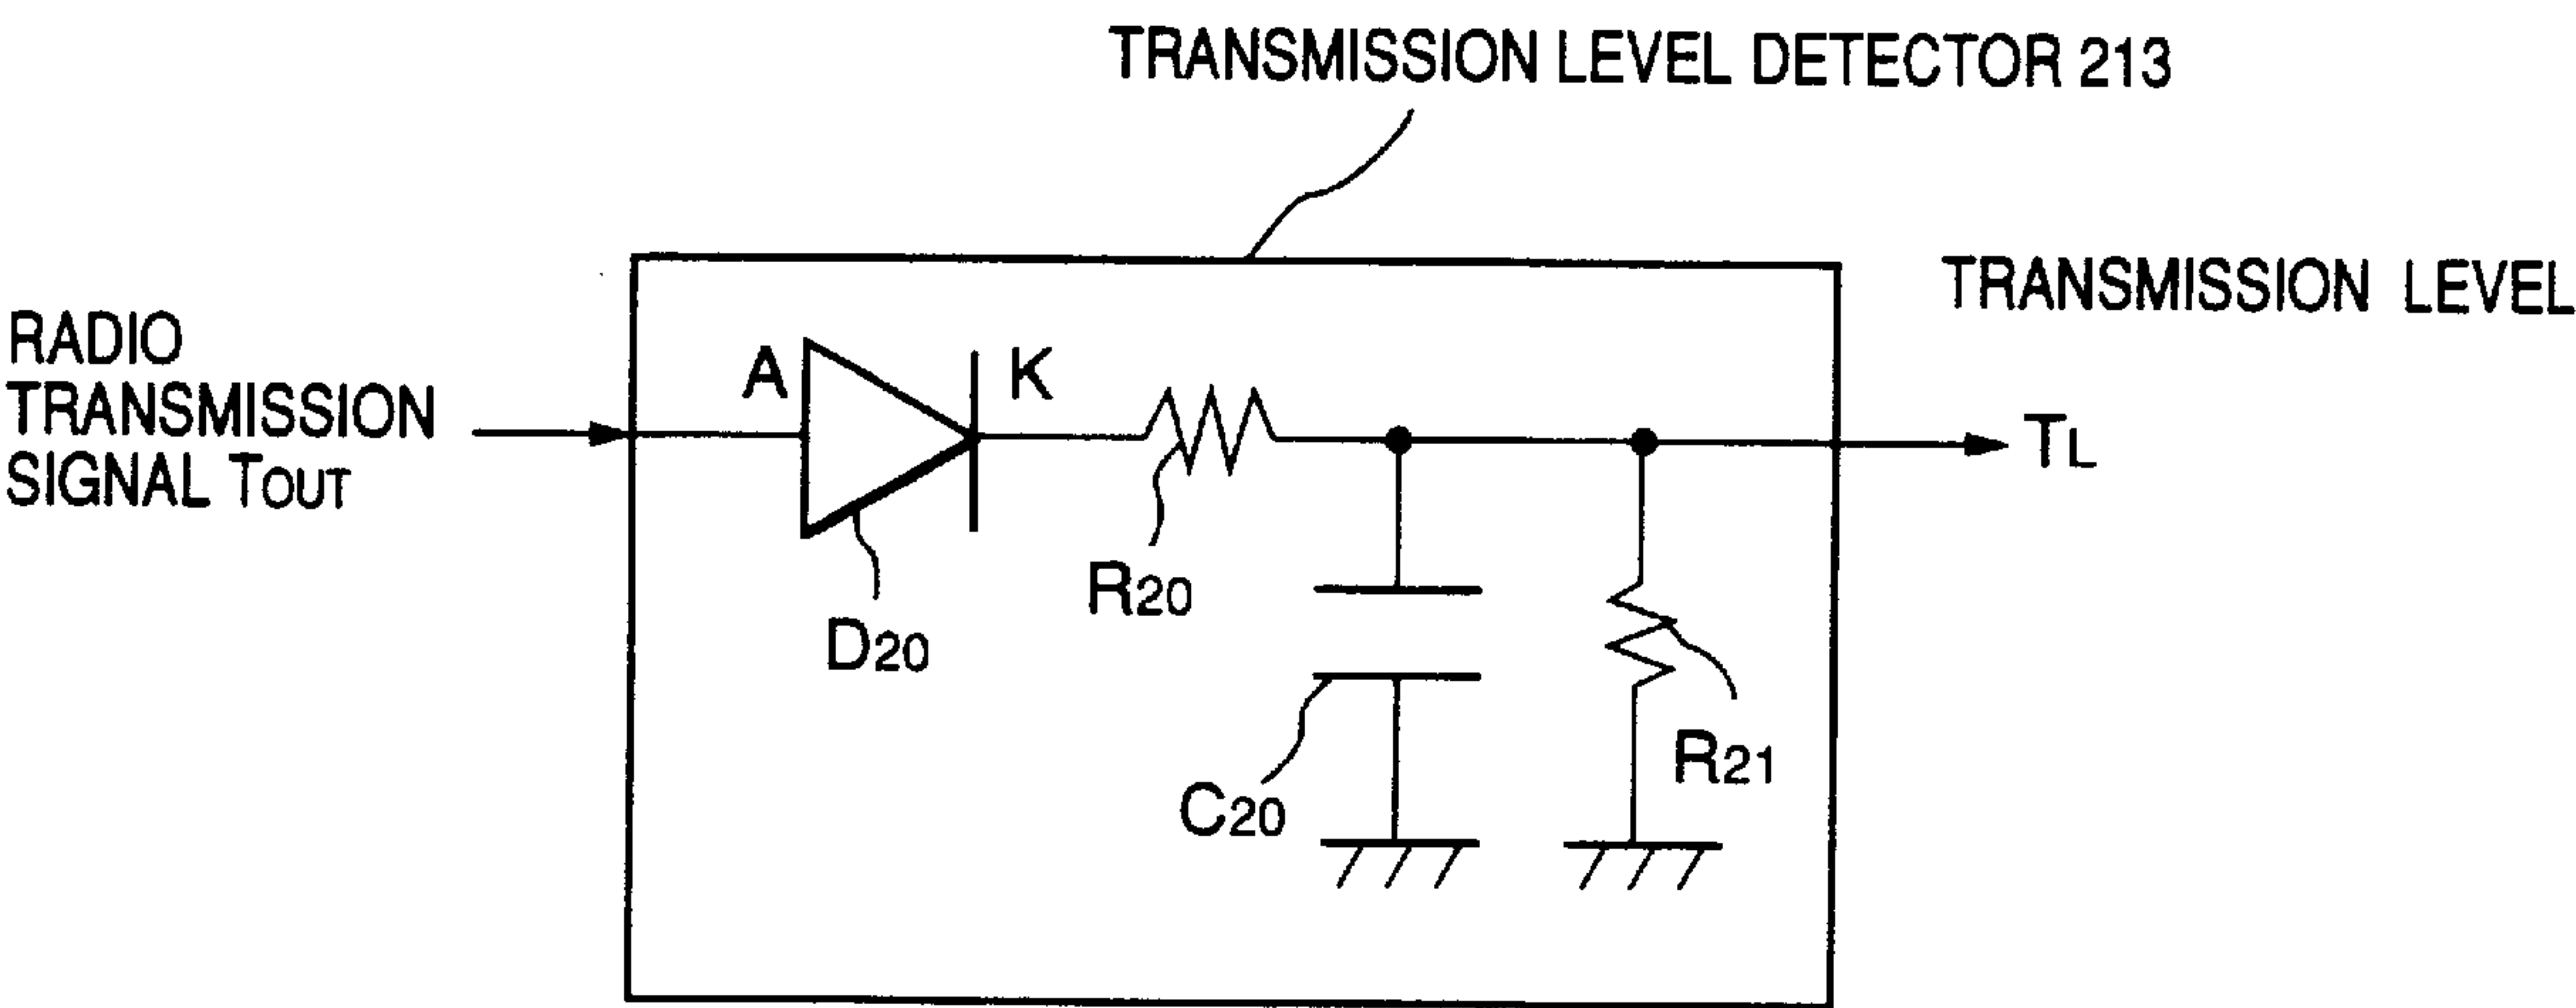 TRANSMISSION LEVEL DETECTOR 213
TRANSMISSION LEVEL
RADIO
TRANSMISSION
SIGNAL TOUT
A
K
TL
R20
D20
R21
C20